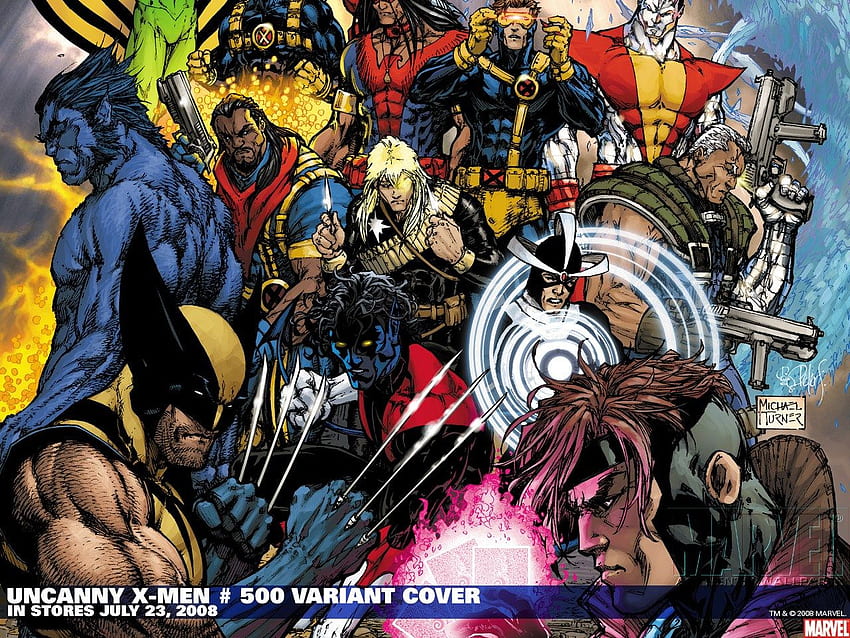 MICHAEL
TURNER
UNCANNY X-MEN # 500 VARIANT COVER
IN STORES JULY 23, 2008
TM & © 2008 MARVEL.
MARVEL